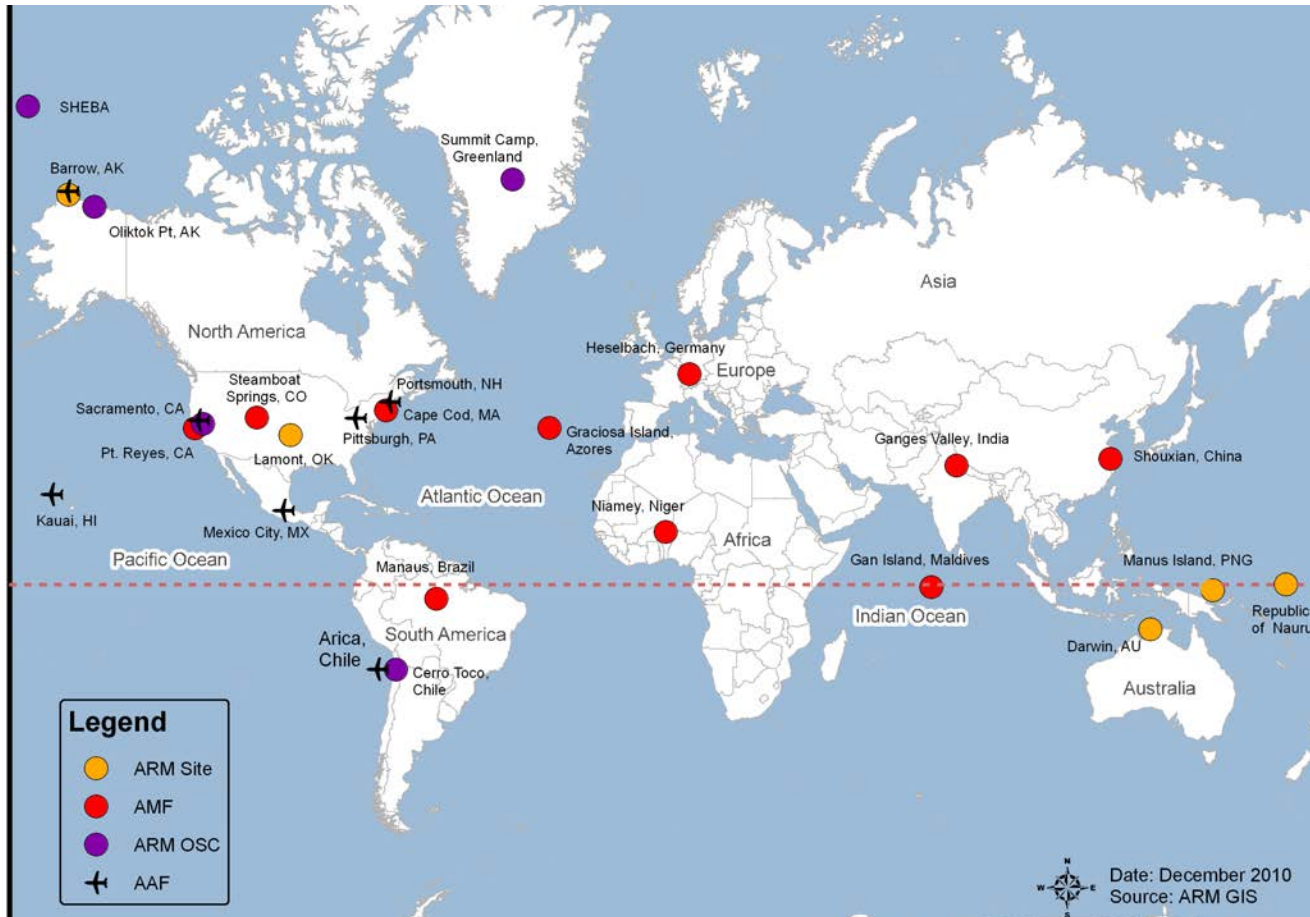 SHEBA
Summit Camp,
Greenland
Barrow, AK
Oliktok Pt, AK
Asia
North America
Heselbach, Germany
Europe
Steamboat
Springs, CO
Portsmouth, NH
Sacramento, CA
Cape Cod, MA
Pittsburgh, PA
Graciosa Island,
Azores
Ganges Valley, India
Pt. Reyes, CA
Lamont, OK
Shouxian, China
Atlantic Ocean
Kauai, HI
Mexico City, MX
Niamey, Niger
Africa
Pacific Ocean
Manaus, Brazil
Gan Island, Maldives
Manus Island, PNG
Indian Ocean
Republic
of Nauru
South America
Arica,
Chile
Darwin, AU
Cerro Toco,
Chile
Australia
Legend
ARM Site
AMF
ARM OSC
AAF
N
W
E
S
Date: December 2010
Source: ARM GIS